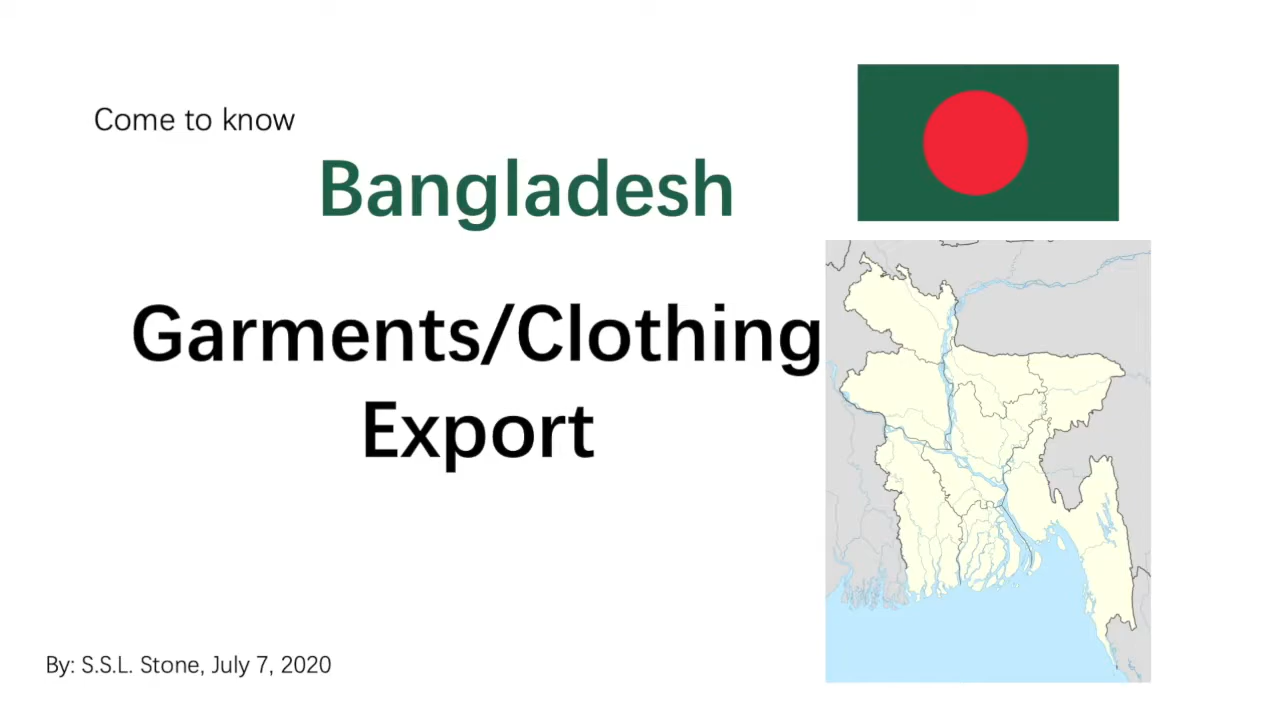 Come to know
Bangladesh
Garments/Clothing
Export
By: S.S.L. Stone, July 7, 2020